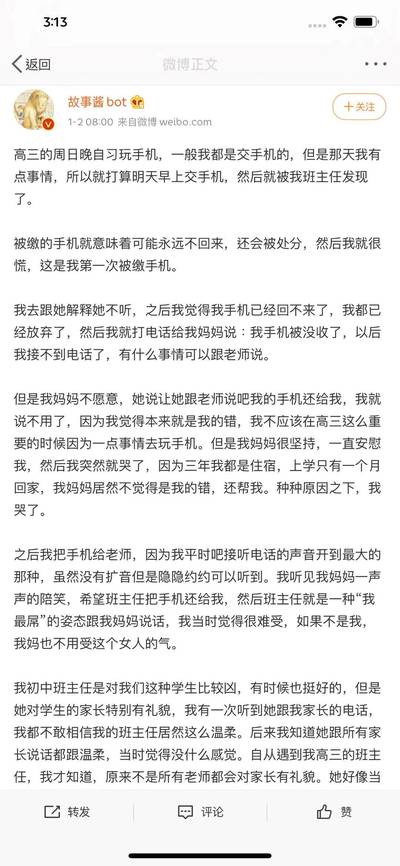 3:13
返回
微博正文
故事酱bot
+关注
1-2 08:00 来自微博 weibo.com
高三的周日晚自习玩手机，一般我都是交手机的，但是那天我有
点事情，所以就打算明天早上交手机，然后就被我班主任发现
了。
被缴的手机就意味着可能永远不回来，还会被处分，然后我就很
慌，这是我第一次被缴手机。
我去跟她解释她不听，之后我觉得我手机已经回不来了，我都已
经放弃了，然后我就打电话给我妈妈说：我手机被没收了，以后
我接不到电话了，有什么事情可以跟老师说。
但是我妈妈不愿意，她说让她跟老师说吧我的手机还给我，我就
说不用了，因为我觉得本来就是我的错，我不应该在高三这么重
要的时候因为一点事情去玩手机。但是我妈妈很坚持，一直安慰
我，然后我突然就哭了，因为三年我都是住宿，上学只有一个月
回家，我妈妈居然不觉得是我的错，还帮我。种种原因之下，我
哭了。
之后我把手机给老师，因为我平时吧接听电话的声音开到最大的
那种，虽然没有扩音但是隐隐约约可以听到。我听见我妈妈一声
声的陪笑，希望班主任把手机还给我，然后班主任就是一种“我
最屌”的姿态跟我妈妈说话，我当时觉得很难受，如果不是我，
我妈也不用受这个女人的气。
我初中班主任是对我们这种学生比较凶，有时候也挺好的，但是
她对学生的家长特别有礼貌，我有一次听到她跟我家长的电话，
我都不敢相信我的班主任居然这么温柔。后来我知道她跟所有家
长说话都跟温柔，当时觉得没什么感觉。自从遇到我高三的班主
任，我才知道，原来不是所有老师都会对家长有礼貌。她好像当
转发
评论
赞